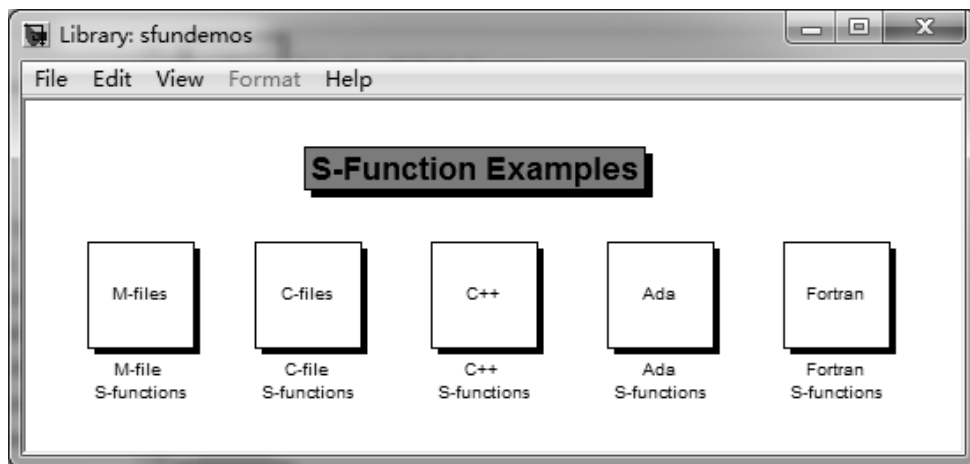 Library: sfundemos
File Edit View Format Help
S-Function Examples
M-files C-files C++ Ada Fortran
M-file C-file C++ Ada Fortran
S-functions S-functions S-functions S-functions S-functions